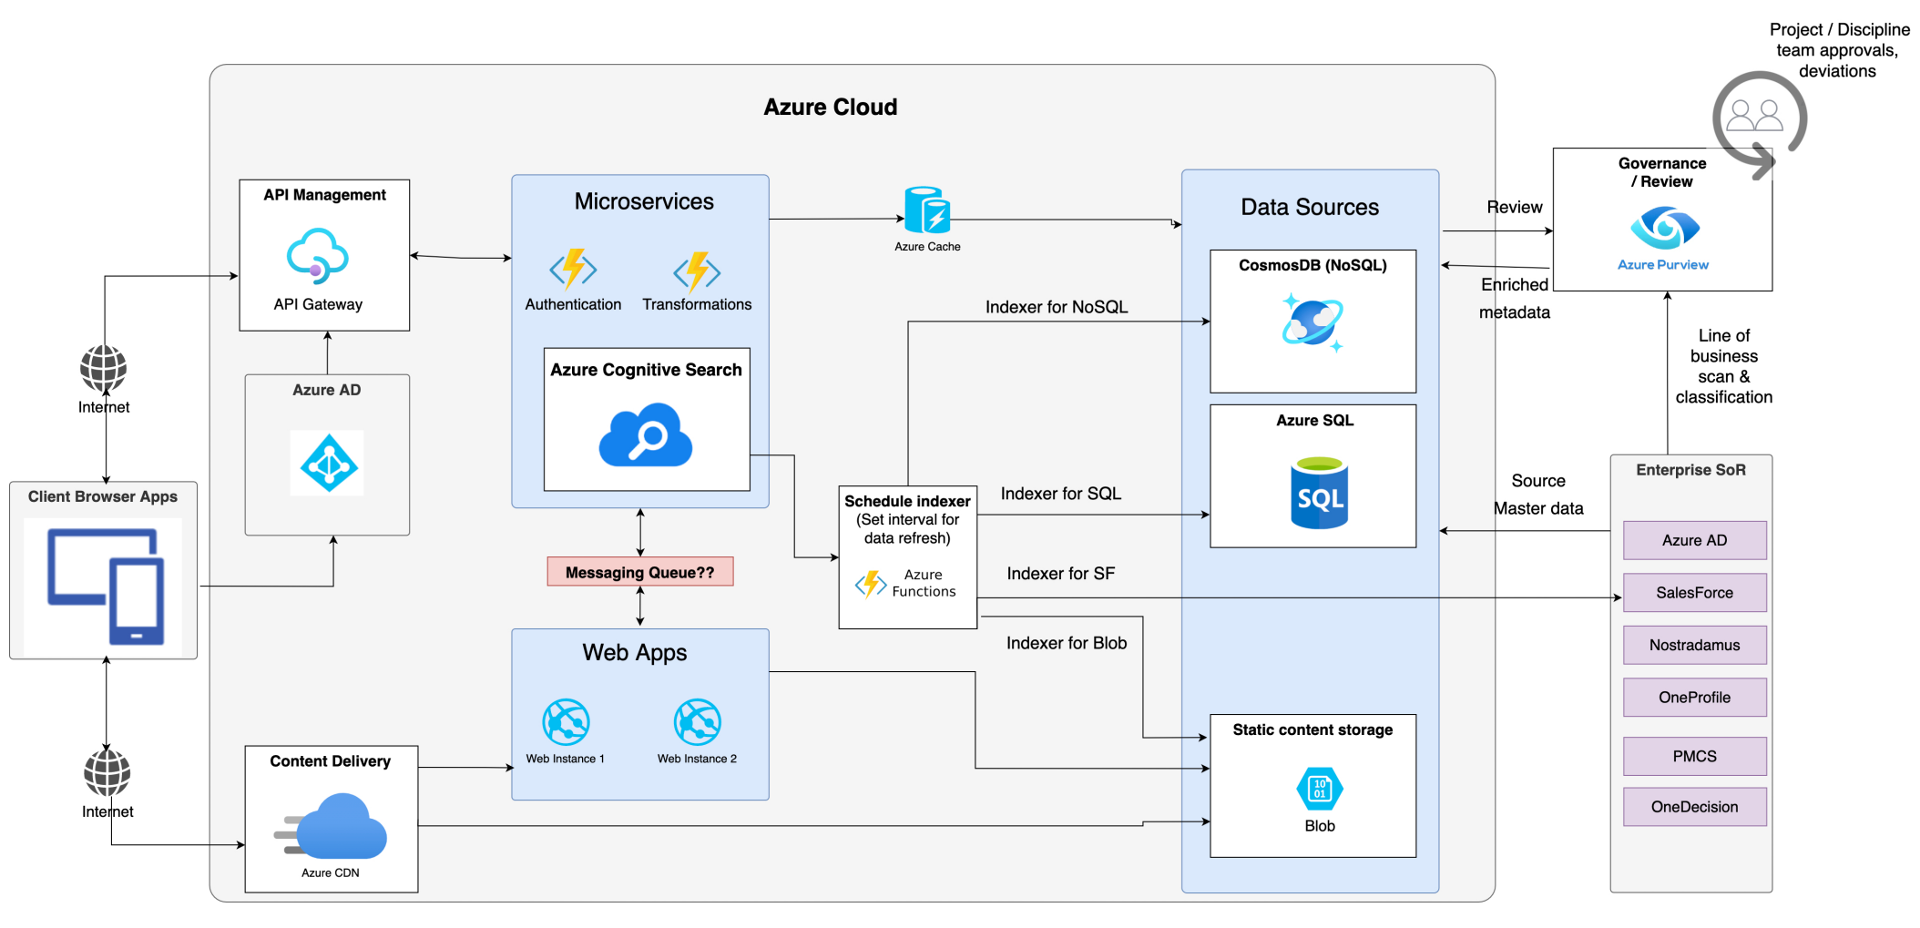 Project / Discipline
team approvals,
deviations
Azure Cloud
API Management
API Gateway
Internet
Azure AD
Client Browser Apps
Internet
Content Delivery
Azure CDN
Microservices
Authentication
Transformations
Azure Cognitive Search
Messaging Queue??
Web Apps
Web Instance 1
Web Instance 2
Azure Cache
Schedule indexer
(Set interval for
data refresh)
Azure
Functions
Indexer for NoSQL
Indexer for SQL
Indexer for SF
Indexer for Blob
Data Sources
CosmosDB (NoSQL)
Azure SQL
SQL
Static content storage
10
01
Blob
Review
Enriched
metadata
Governance
/ Review
Azure Purview
Line of
business
scan &
classification
Source
Master data
Enterprise SoR
Azure AD
SalesForce
Nostradamus
OneProfile
PMCS
OneDecision